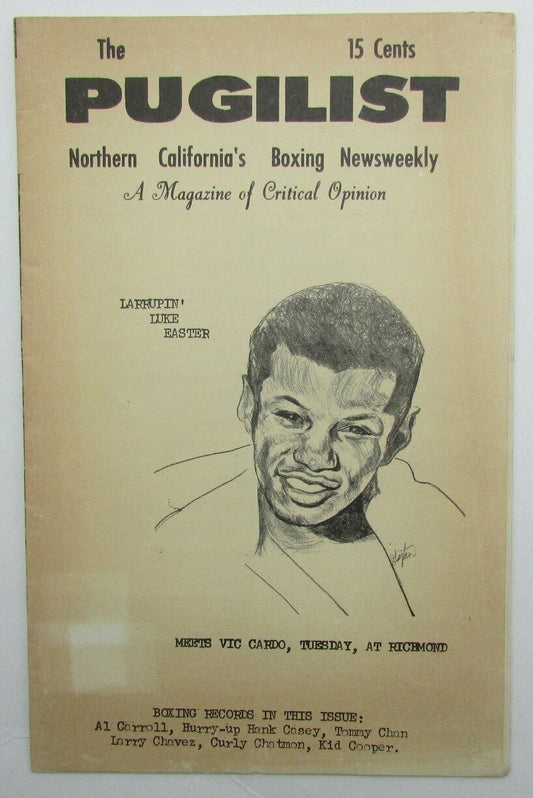 The 15 Cents
PUGILIST
Northern California's Boxing Newsweekly
A Magazine of Critical Opinion
LARRUPIN'
LUKE
EASTER
MEETS VIC CARDO, TUESDAY, AT RICHMOND
BOXING RECORDS IN THIS ISSUE:
Al Carroll, Hurry-up Hank Casey, Tommy Chan
Larry Chavez, Curly Chatmon, Kid Cooper.